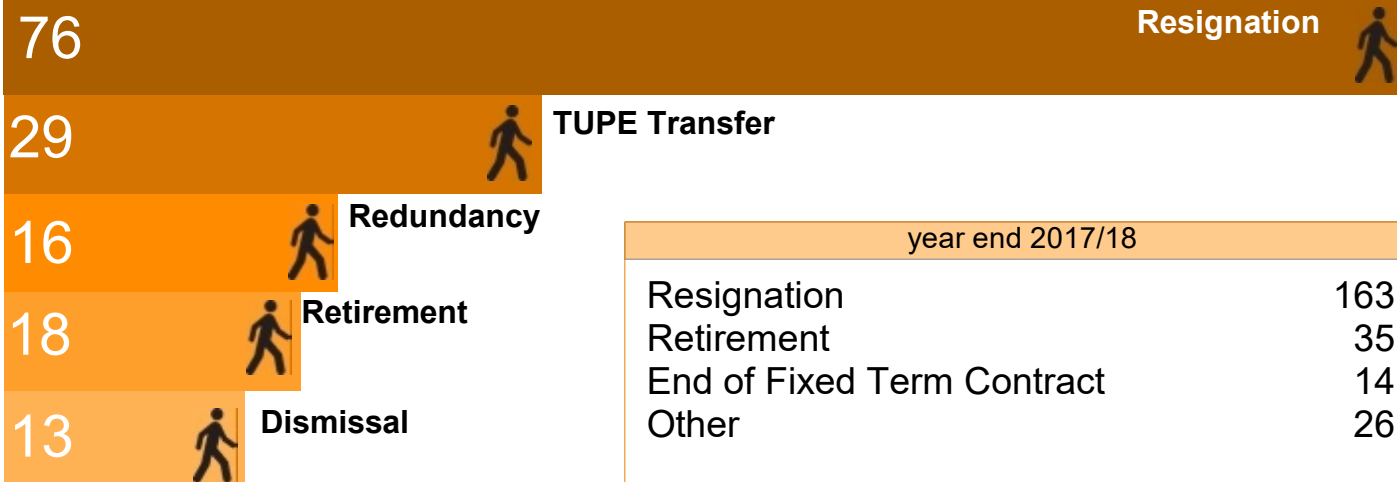 76 Resignation
29 TUPE Transfer
16 Redundancy
18 Retirement
13 Dismissal
year end 2017/18
Resignation 163
Retirement 35
End of Fixed Term Contract 14
Other 26